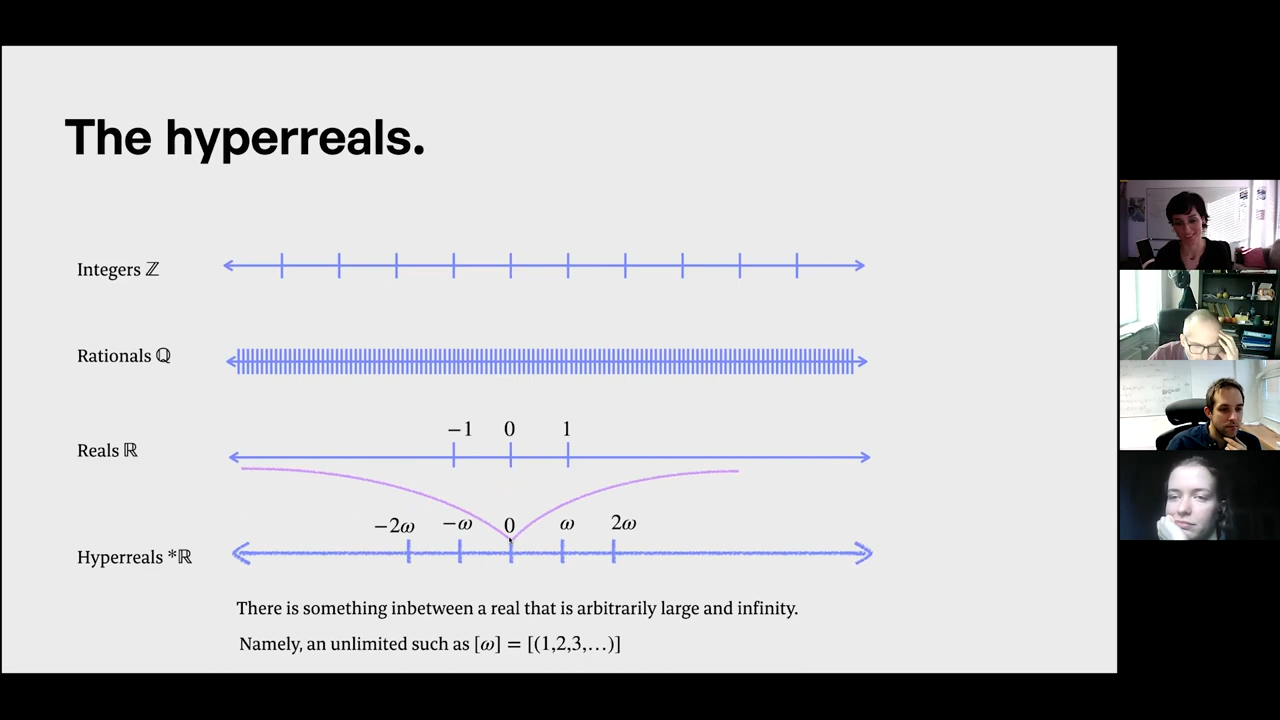 The hyperreals.
Integers ℤ
Rationals ℚ
−1 0 1
Reals ℝ
−2ω −ω 0 ω 2ω
Hyperreals *ℝ
There is something inbetween a real that is arbitrarily large and infinity.
Namely, an unlimited such as [ω] = [(1,2,3,…)]